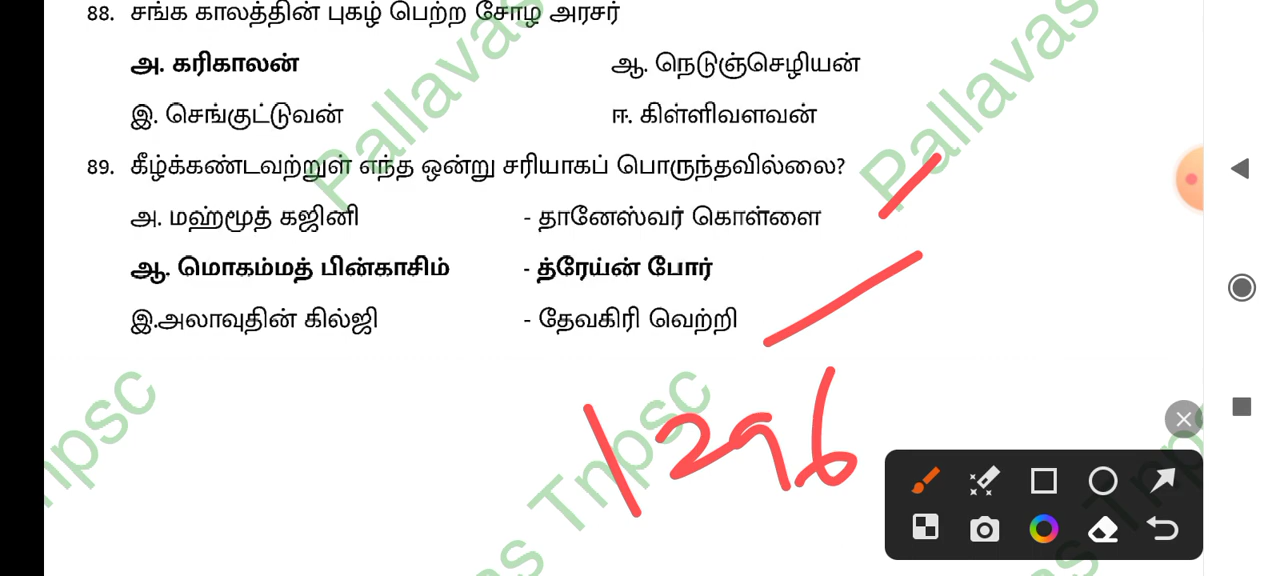 88. சங்க காலத்தின் புகழ் பெற்ற சோழ அரசர்
அ. கரிகாலன் ஆ. நெடுஞ்செழியன்
இ. செங்குட்டுவன் ஈ. கிள்ளிவளவன்
89. கீழ்க்கண்டவற்றுள் எந்த ஒன்று சரியாகப் பொருந்தவில்லை?
அ. மஹ்மூத் கஜினி - தானேஸ்வர் கொள்ளை
ஆ. மொகம்மத் பின்காசிம் - த்ரேய்ன் போர்
இ.அலாவுதின் கில்ஜி - தேவகிரி வெற்றி
1296
Pallavas
Pallavas
Tnpsc
Tnpsc